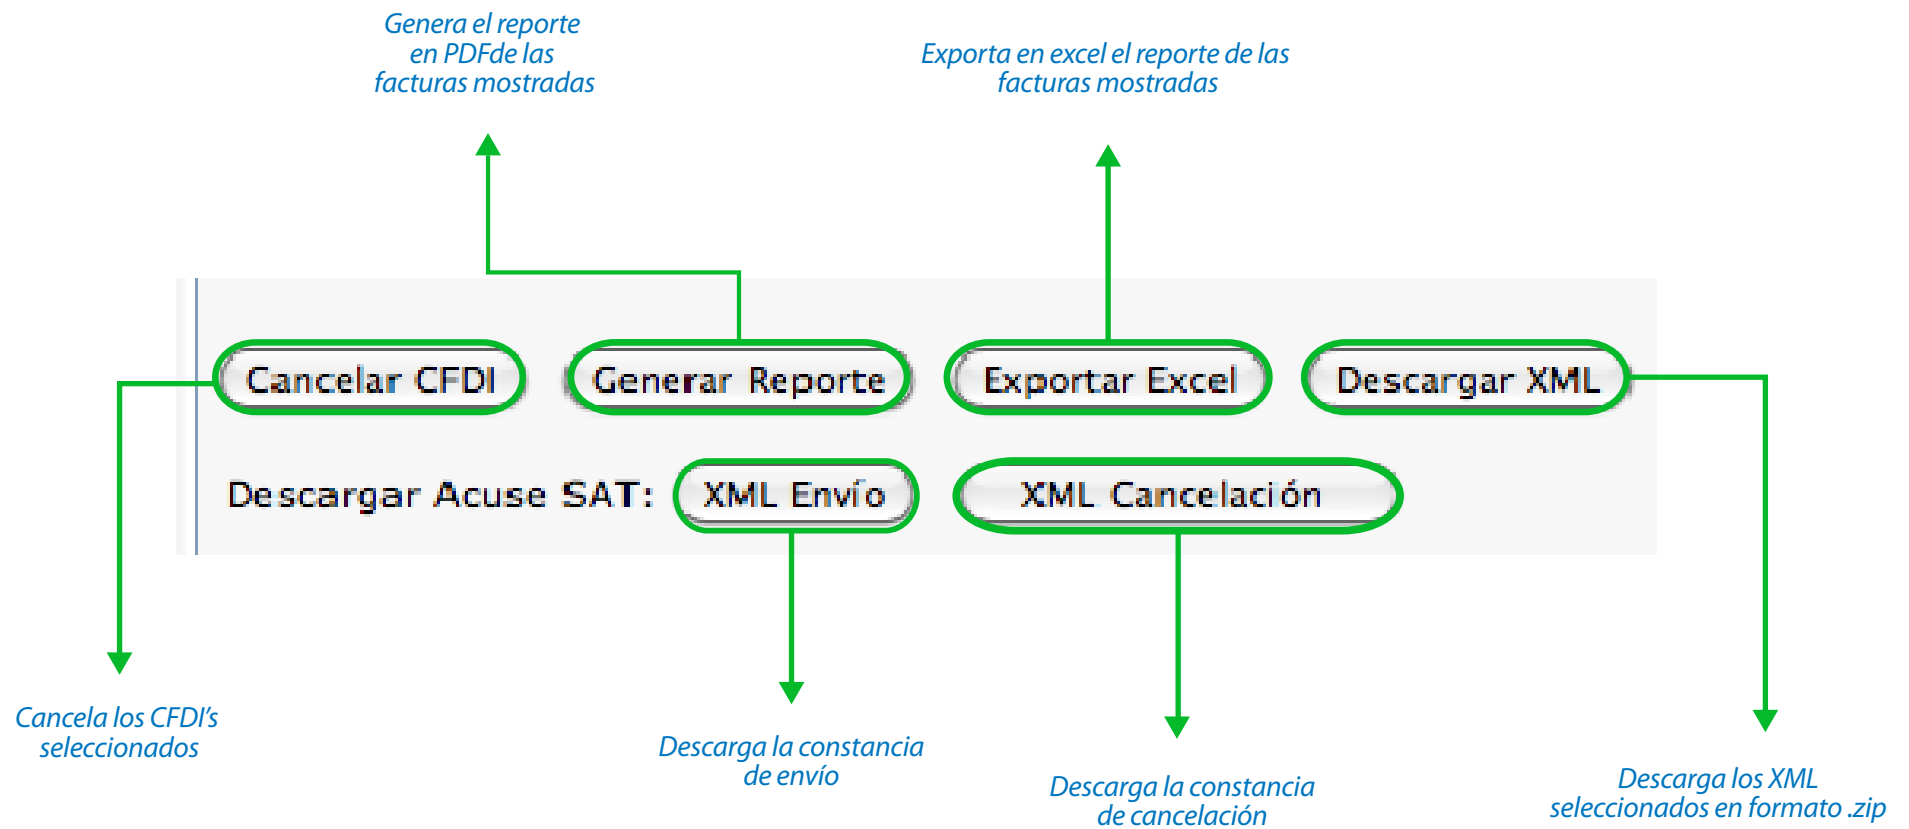 Genera el reporte
en PDFde las
facturas mostradas
Exporta en excel el reporte de las
facturas mostradas
Cancelar CFDI
Generar Reporte
Exportar Excel
Descargar XML
Descargar Acuse SAT:
XML Envío
XML Cancelación
Cancela los CFDI's
seleccionados
Descarga la constancia
de envío
Descarga la constancia
de cancelación
Descarga los XML
seleccionados en formato .zip